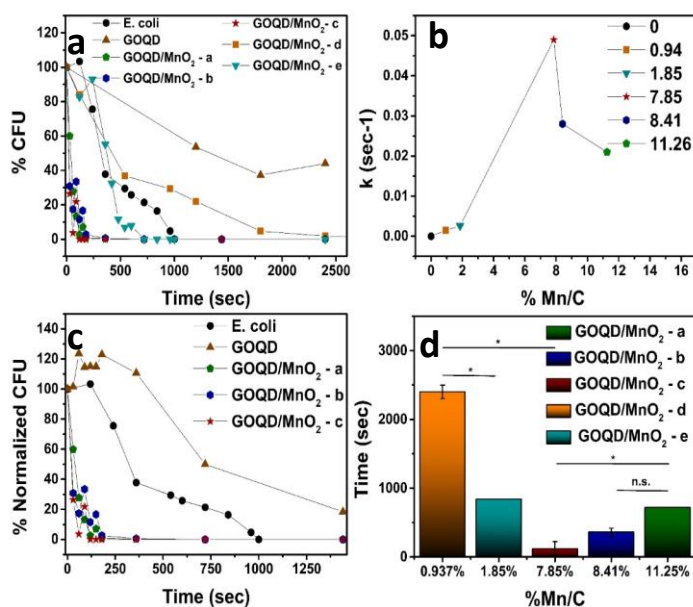 a
% CFU
120
100
80
60
40
20
0
0 500 1000 1500 2000 2500
Time (sec)
E. coli
GOQD
GOQD/MnO₂ - a
GOQD/MnO₂ - b
GOQD/MnO₂ - c
GOQD/MnO₂ - d
GOQD/MnO₂ - e
b
k (sec-1)
0.05
0.04
0.03
0.02
0.01
0.00
0 2 4 6 8 10 12 14 16
% Mn/C
0
0.94
1.85
7.85
8.41
11.26
c
% Normalized CFU
140
120
100
80
60
40
20
0
0 250 500 750 1000 1250
Time (sec)
E. coli
GOQD
GOQD/MnO₂ - a
GOQD/MnO₂ - b
GOQD/MnO₂ - c
d
Time (sec)
3000
2000
1000
0
0.937% 1.85% 7.85% 8.41% 11.25%
%Mn/C
GOQD/MnO₂ - a
GOQD/MnO₂ - b
GOQD/MnO₂ - c
GOQD/MnO₂ - d
GOQD/MnO₂ - e
*
*
*
n.s.